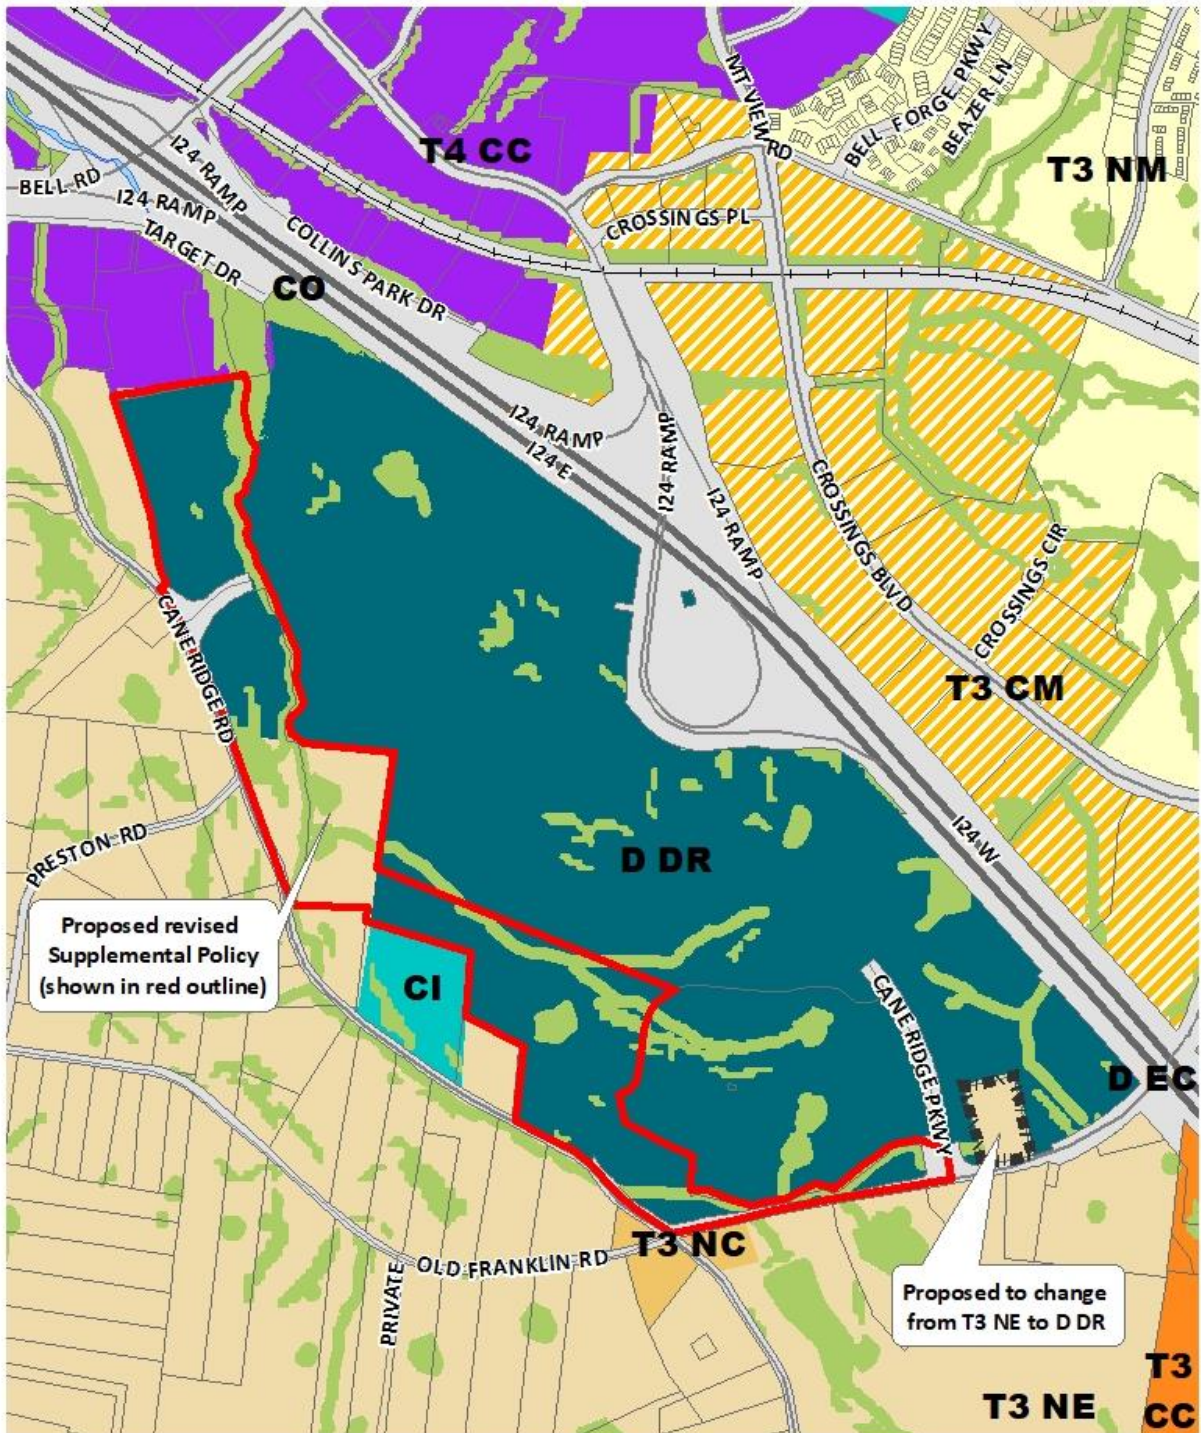 MT VIEW RD
BELL FORGE PKWY
BEAZER LN
T4 CC
T3 NM
I24 RAMP
BELL RD
I24 RAMP
TARGET DR
COLLINS PARK DR
CROSSINGS PL
CO
I24 RAMP
I24 E
I24 RAMP
I24 RAMP
CROSSINGS BLVD
CROSSINGS CIR
CANE RIDGE RD
T3 CM
PRESTON RD
I24 W
D DR
Proposed revised
Supplemental Policy
(shown in red outline)
CI
CANE RIDGE PKWY
D EC
T3 NC
OLD FRANKLIN RD
PRIVATE
Proposed to change
from T3 NE to D DR
T3 NE
T3
CC